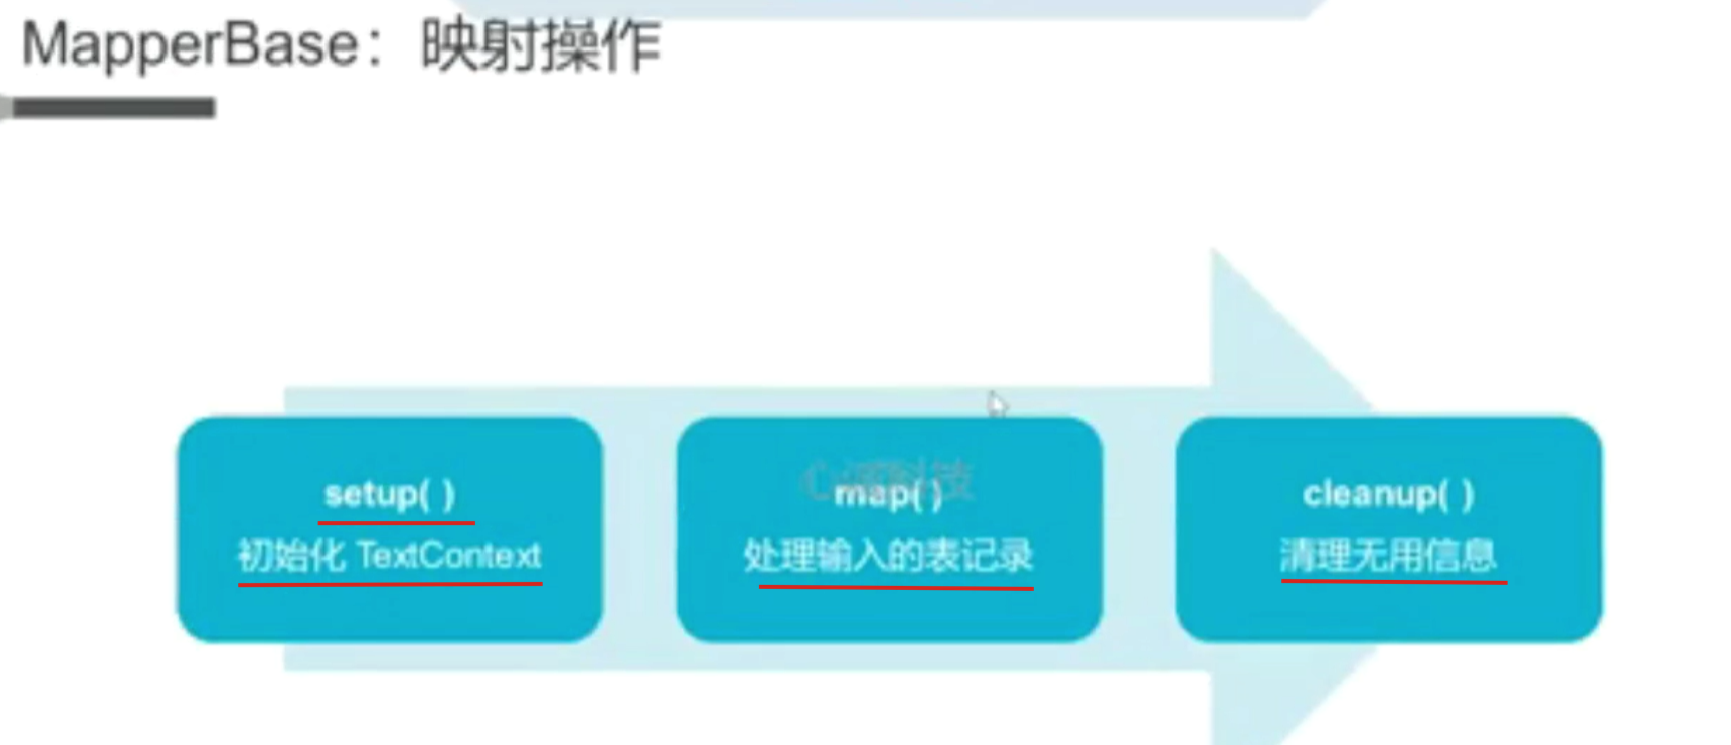 MapperBase：映射操作
setup( )
初始化 TextContext
map( )
处理输入的表记录
cleanup( )
清理无用信息